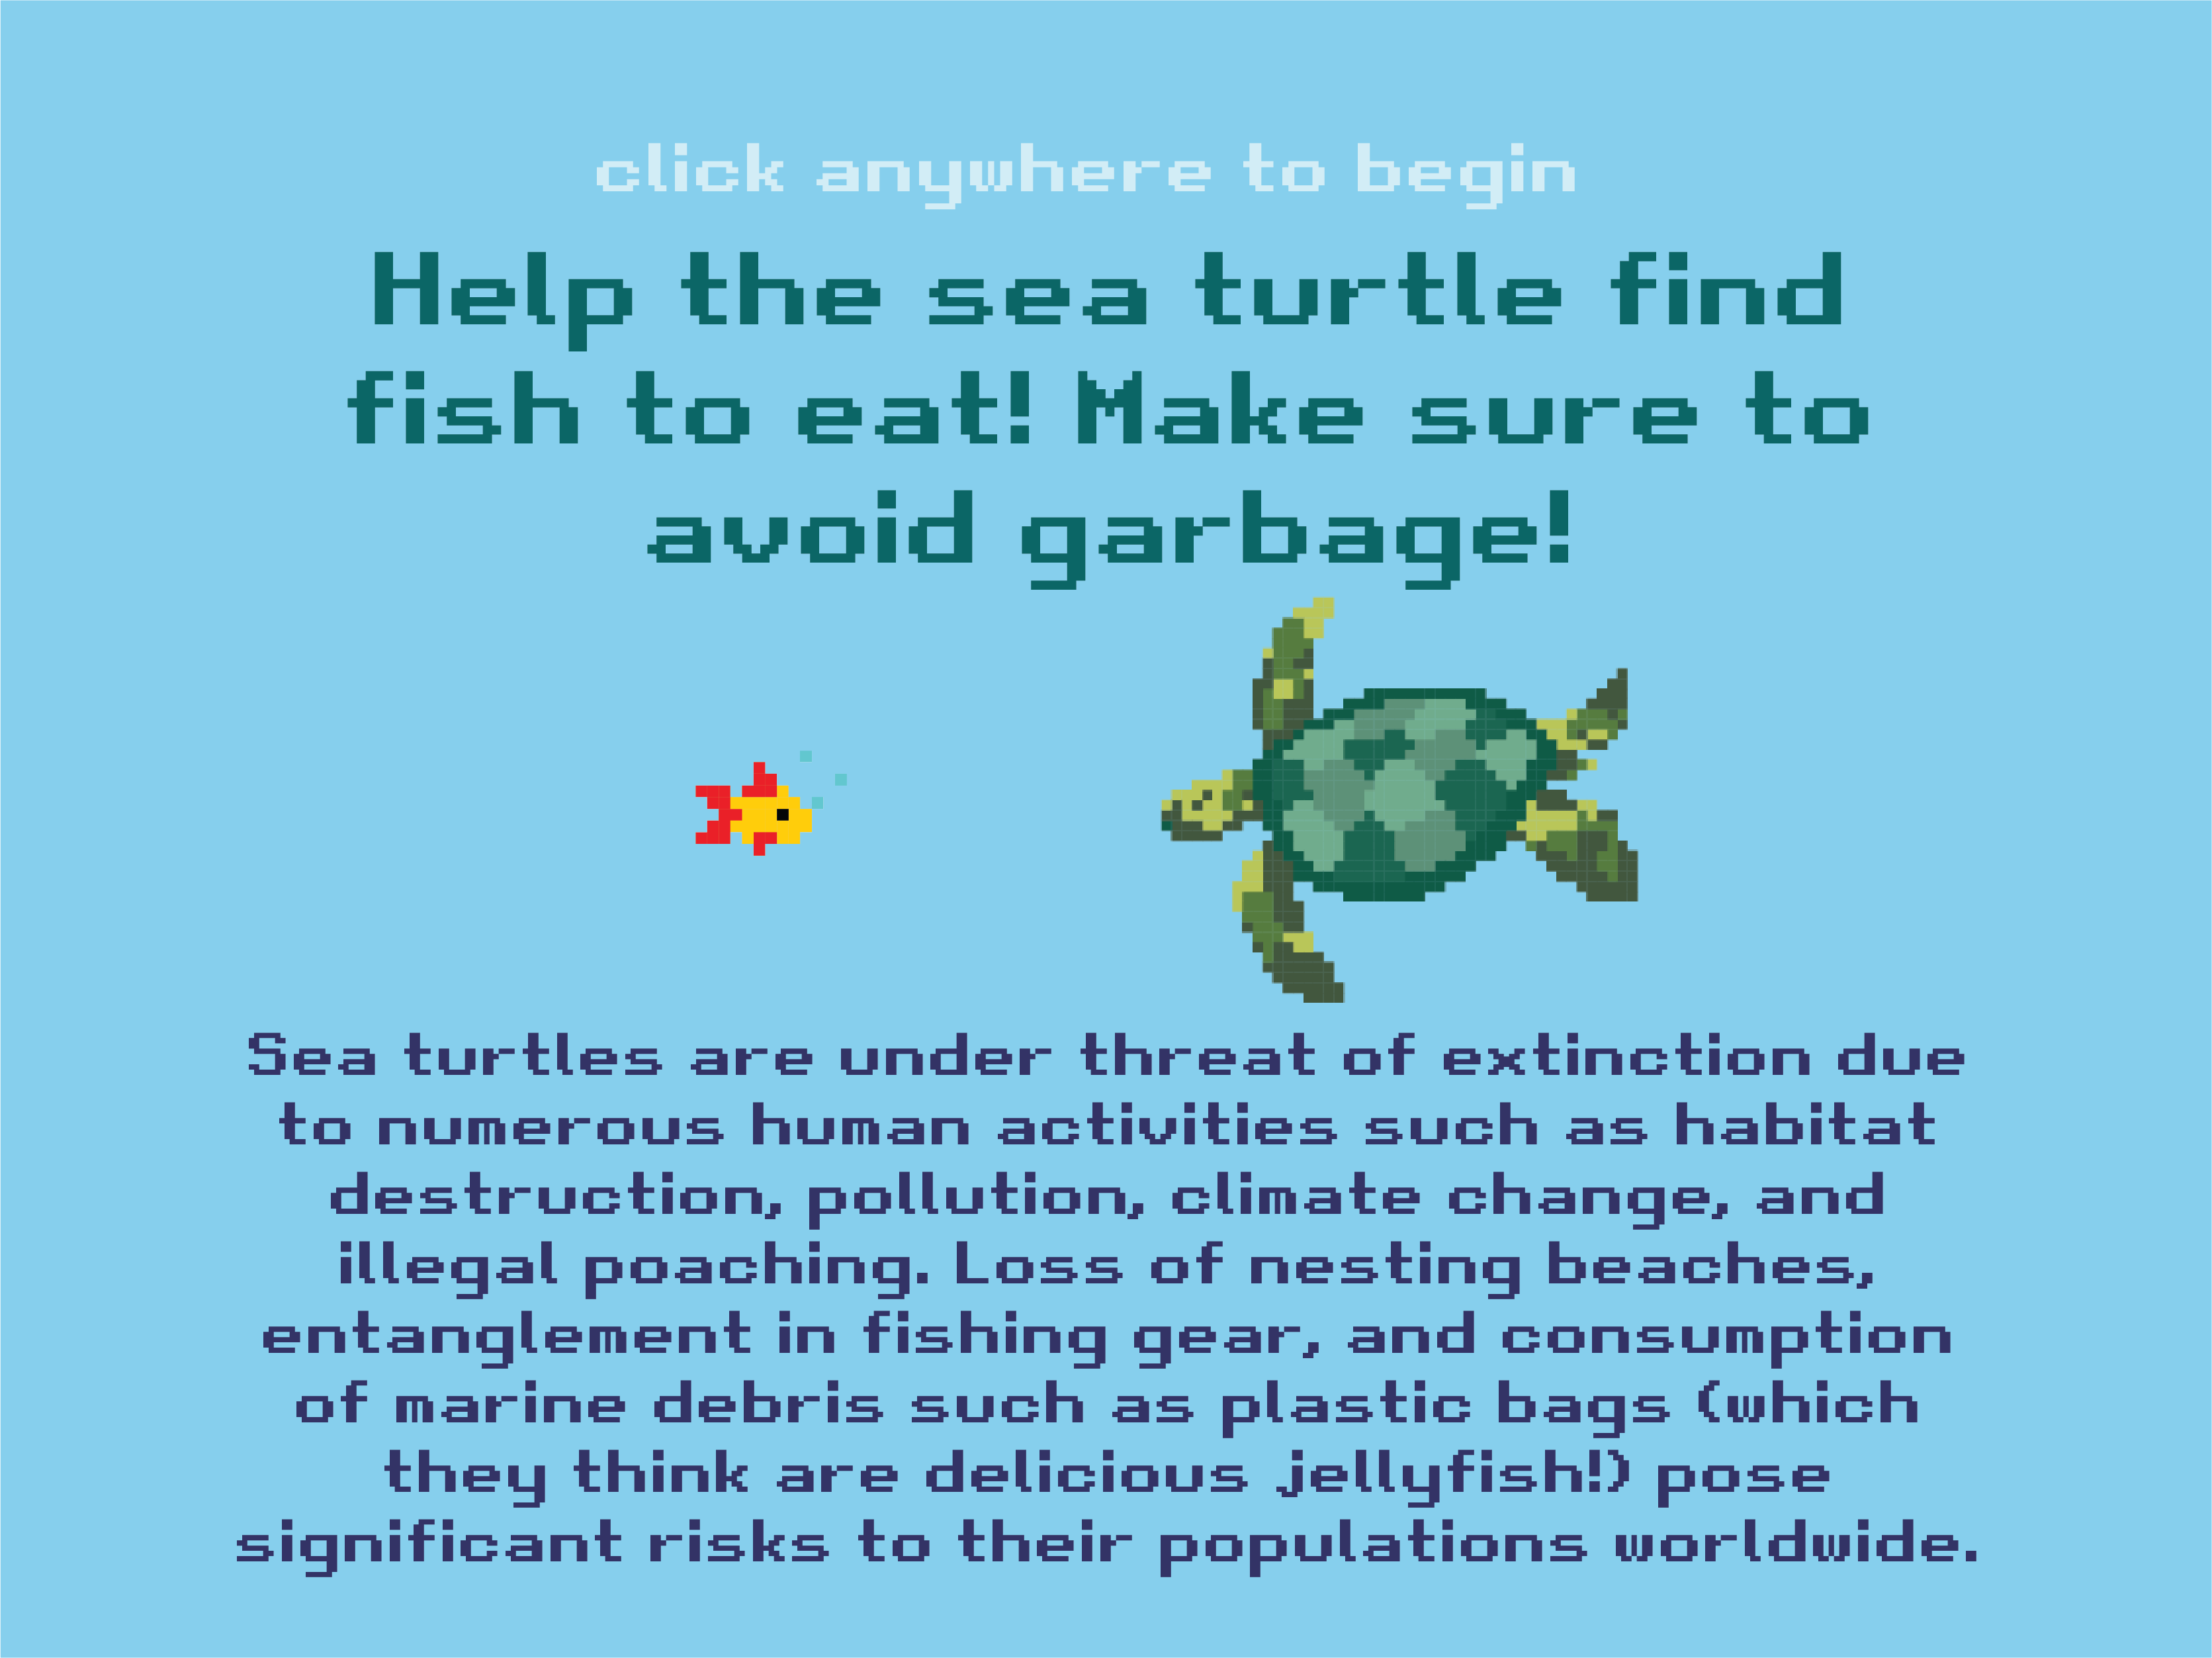 click anywhere to begin
Help the sea turtle find
fish to eat! Make sure to
avoid garbage!
Sea turtles are under threat of extinction due
to numerous human activities such as habitat
destruction, pollution, climate change, and
illegal poaching. Loss of nesting beaches,
entanglement in fishing gear, and consumption
of marine debris such as plastic bags (which
they think are delicious jellyfish!) pose
significant risks to their populations worldwide.